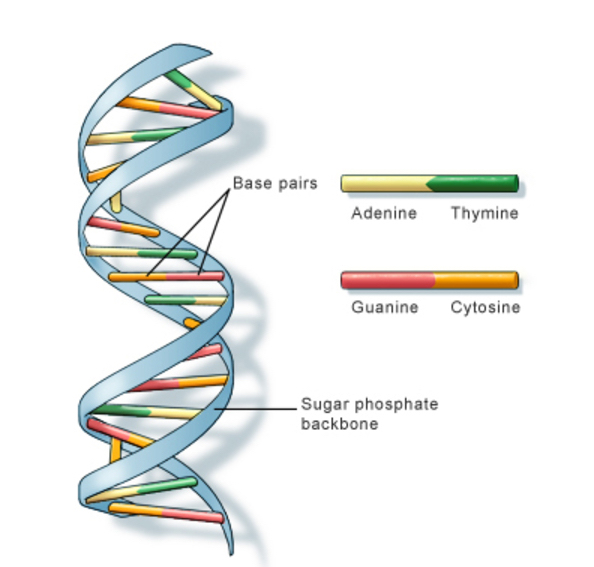 Base pairs
Adenine Thymine
Guanine Cytosine
Sugar phosphate
backbone